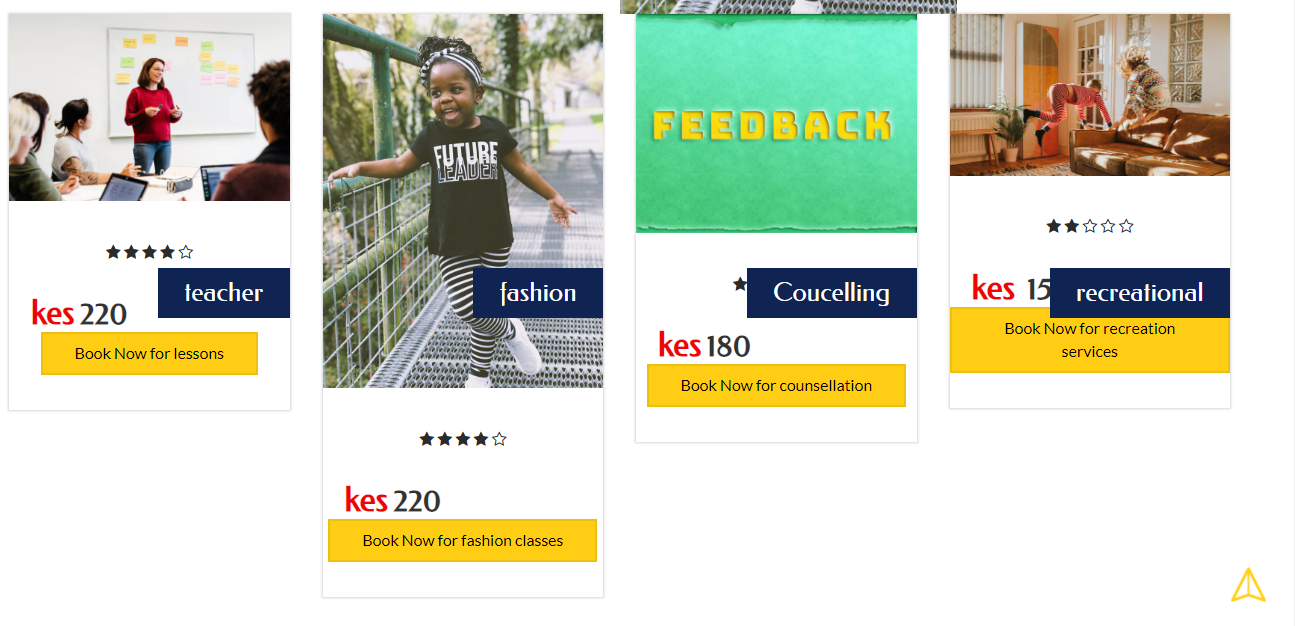 teacher
kes 220
Book Now for lessons
FUTURE
LEADER
fashion
kes 220
Book Now for fashion classes
FEEDBACK
Coucelling
kes 180
Book Now for counsellation
recreational
kes 15
Book Now for recreation
services